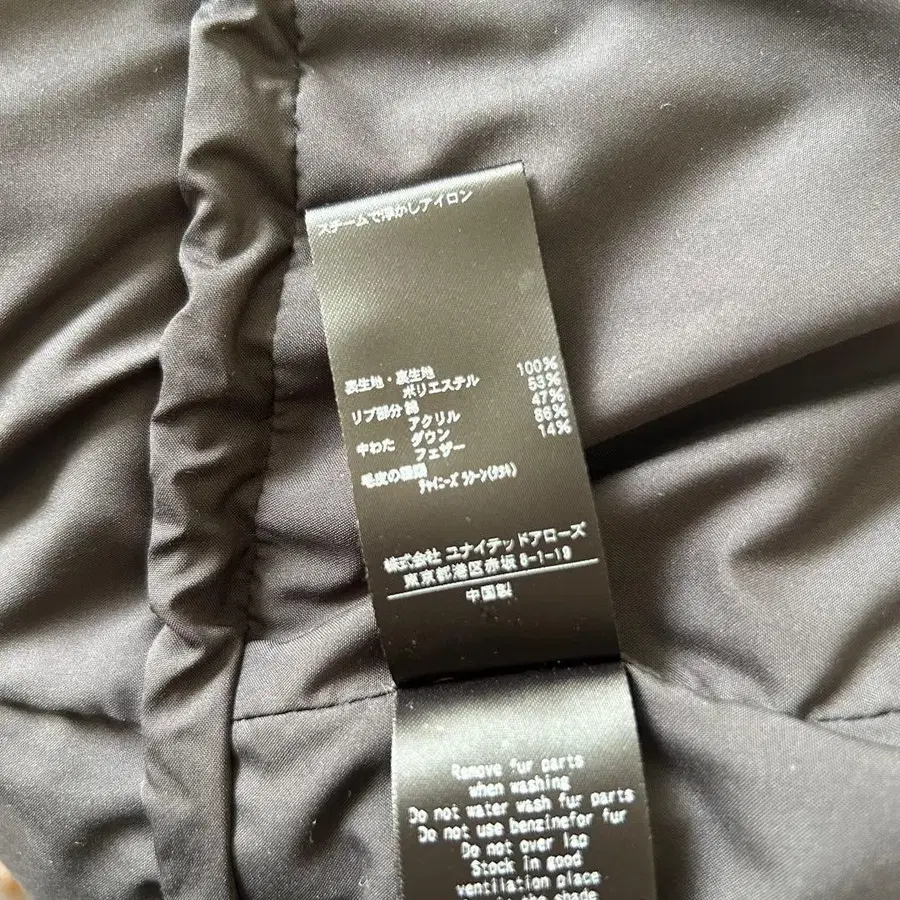 スチームで浮かしアイロン
表生地・裏生地
ポリエステル 100%
リブ部分 綿 53%
アクリル 47%
中わた ダウン 86%
フェザー 14%
毛皮の種類
チャイニーズ ラクーン(タヌキ)
株式会社 ユナイテッドアローズ
東京都港区赤坂8-1-19
中国製
Remove fur parts
when washing
Do not water wash fur parts
Do not use benzinefor fur
Do not over lap
Stock in good
ventilation place
the shade